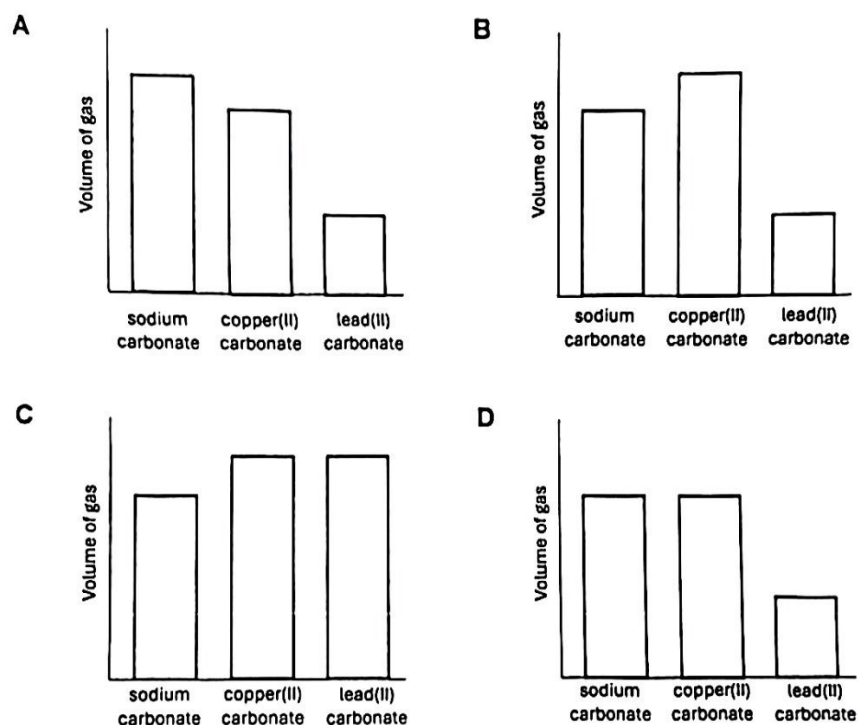 A
Volume of gas
sodium
carbonate
copper(II)
carbonate
lead(II)
carbonate
B
Volume of gas
sodium
carbonate
copper(II)
carbonate
lead(II)
carbonate
C
Volume of gas
sodium
carbonate
copper(II)
carbonate
lead(II)
carbonate
D
Volume of gas
sodium
carbonate
copper(II)
carbonate
lead(II)
carbonate